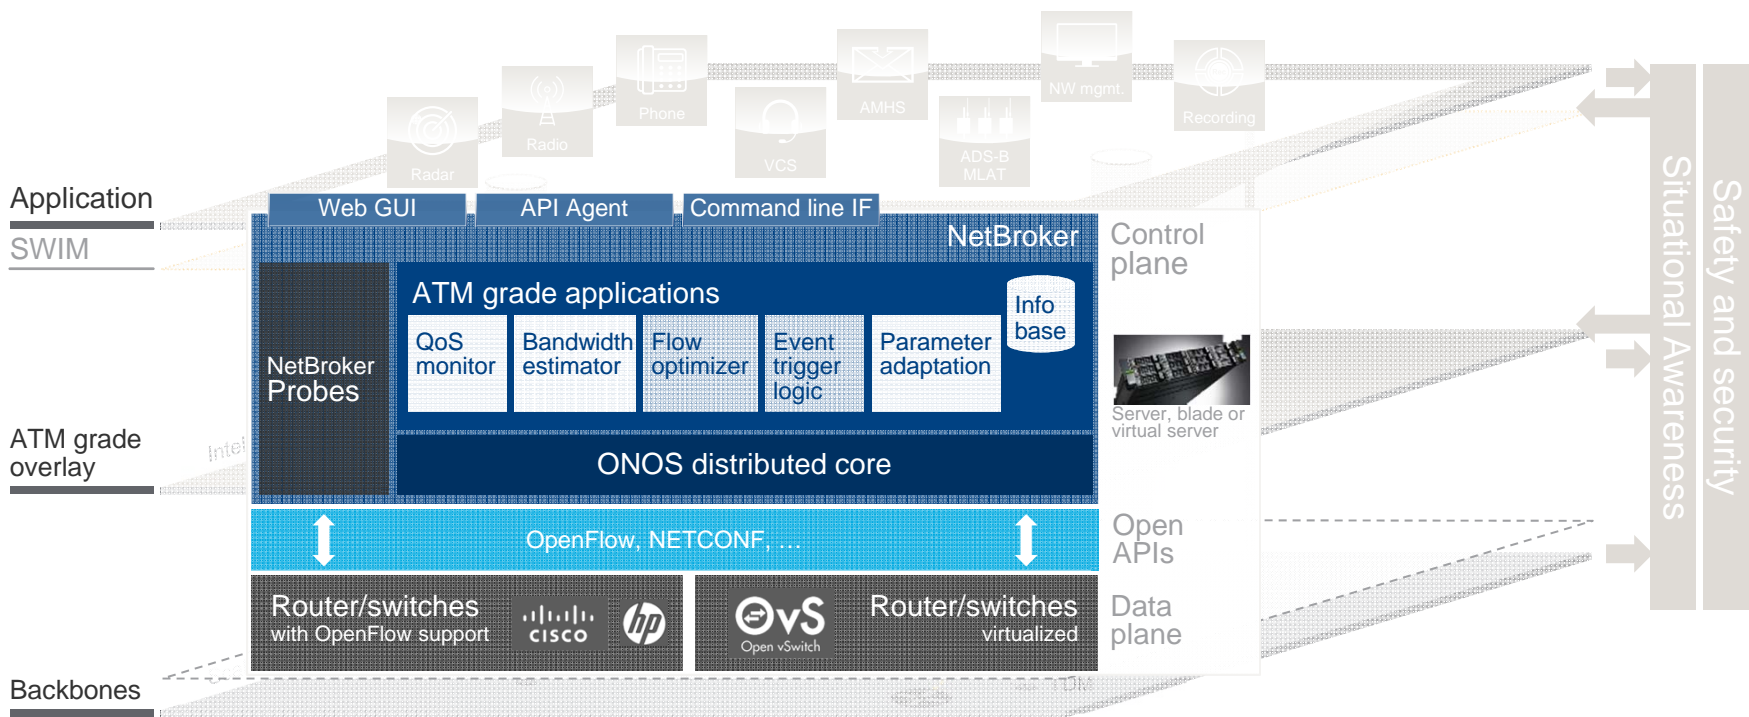 Radar
Radio
Phone
VCS
AMHS
ADS-B
MLAT
NW mgmt.
Recording
Application
SWIM
ATM grade
overlay
Backbones
Web GUI
API Agent
Command line IF
NetBroker
NetBroker
Probes
ATM grade applications
QoS
monitor
Bandwidth
estimator
Flow
optimizer
Event
trigger
logic
Parameter
adaptation
Info
base
ONOS distributed core
OpenFlow, NETCONF, …
Router/switches
with OpenFlow support
CISCO
hp
OvS
Open vSwitch
Router/switches
virtualized
Control
plane
Server, blade or
virtual server
Open
APIs
Data
plane
Situational Awareness
Safety and security